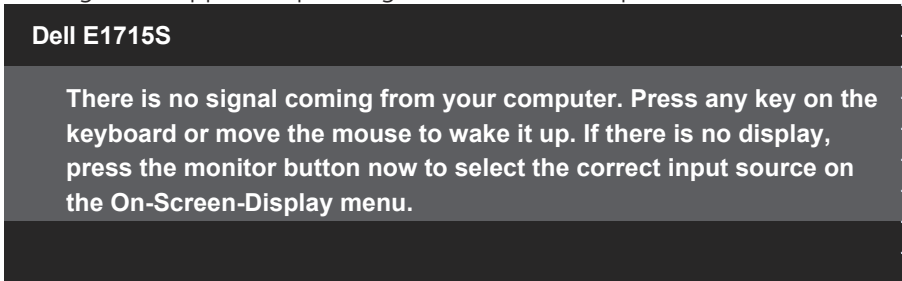 Dell E1715S
There is no signal coming from your computer. Press any key on the
keyboard or move the mouse to wake it up. If there is no display,
press the monitor button now to select the correct input source on
the On-Screen-Display menu.